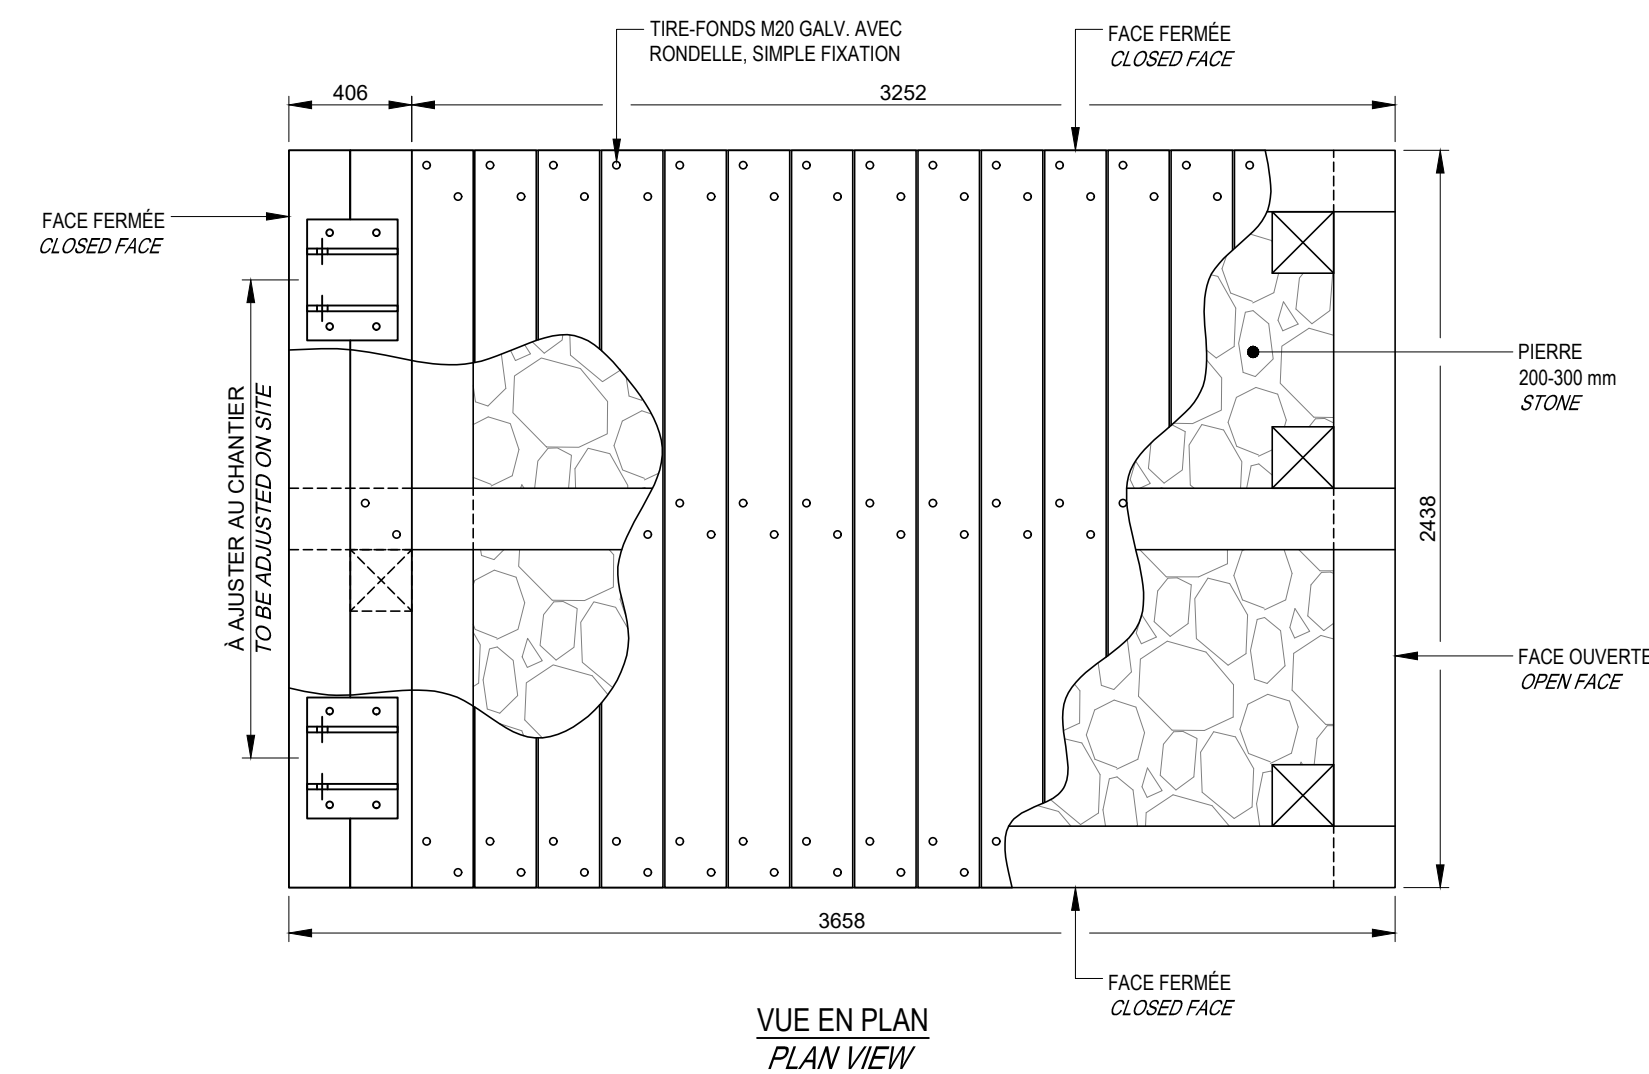 TIRE-FONDS M20 GALV. AVEC
RONDELLE, SIMPLE FIXATION
FACE FERMÉE
CLOSED FACE
406
3252
FACE FERMÉE
CLOSED FACE
À AJUSTER AU CHANTIER
TO BE ADJUSTED ON SITE
PIERRE
200-300 mm
STONE
2438
FACE OUVERTE
OPEN FACE
3658
FACE FERMÉE
CLOSED FACE
VUE EN PLAN
PLAN VIEW